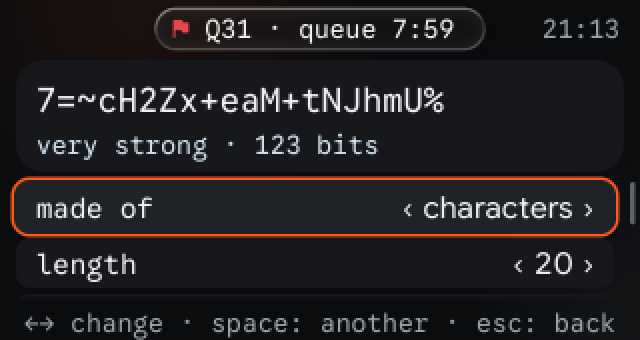 Q31 · queue 7:59
21:13
7=~cH2Zx+eaM+tNJhmU%
very strong · 123 bits
made of ‹ characters ›
length ‹ 20 ›
↔ change · space: another · esc: back